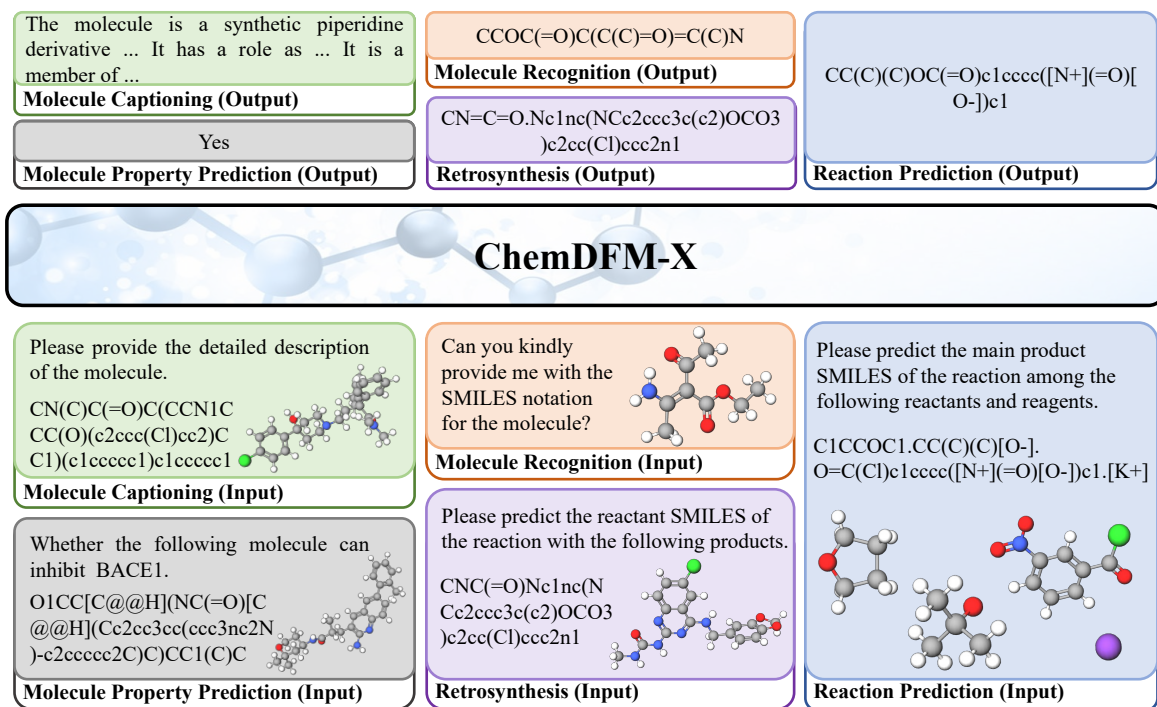 The molecule is a synthetic piperidine
derivative ... It has a role as ... It is a
member of ...
Molecule Captioning (Output)
Yes
Molecule Property Prediction (Output)
CCOC(=O)C(C(C)=O)=C(C)N
Molecule Recognition (Output)
CN=C=O.Nc1nc(NCc2ccc3c(c2)OCO3
)c2cc(Cl)ccc2n1
Retrosynthesis (Output)
CC(C)(C)OC(=O)c1cccc([N+](=O)[
O-])c1
Reaction Prediction (Output)
ChemDFM-X
Please provide the detailed description
of the molecule.
CN(C)C(=O)C(CCN1C
CC(O)(c2ccc(Cl)cc2)C
C1)(c1ccccc1)c1ccccc1
Molecule Captioning (Input)
Whether the following molecule can
inhibit BACE1.
O1CC[C@@H](NC(=O)[C
@@H](Cc2cc3cc(ccc3nc2N
)-c2ccccc2C)C)CC1(C)C
Molecule Property Prediction (Input)
Can you kindly
provide me with the
SMILES notation
for the molecule?
Molecule Recognition (Input)
Please predict the reactant SMILES of
the reaction with the following products.
CNC(=O)Nc1nc(N
Cc2ccc3c(c2)OCO3
)c2cc(Cl)ccc2n1
Retrosynthesis (Input)
Please predict the main product
SMILES of the reaction among the
following reactants and reagents.
C1CCOC1.CC(C)(C)[O-].
O=C(Cl)c1cccc([N+](=O)[O-])c1.[K+]
Reaction Prediction (Input)